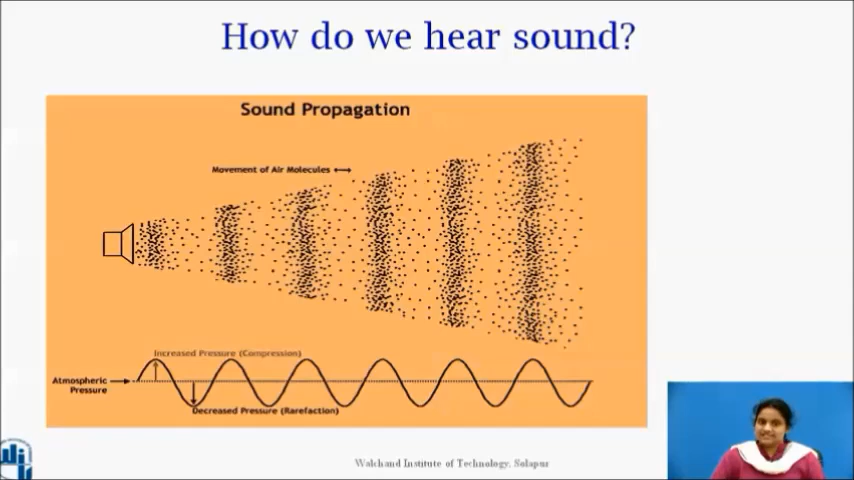 How do we hear sound?
Sound Propagation
Movement of Air Molecules
Increased Pressure (Compression)
Atmospheric
Pressure
Decreased Pressure (Rarefaction)
Walchand Institute of Technology, Solapur